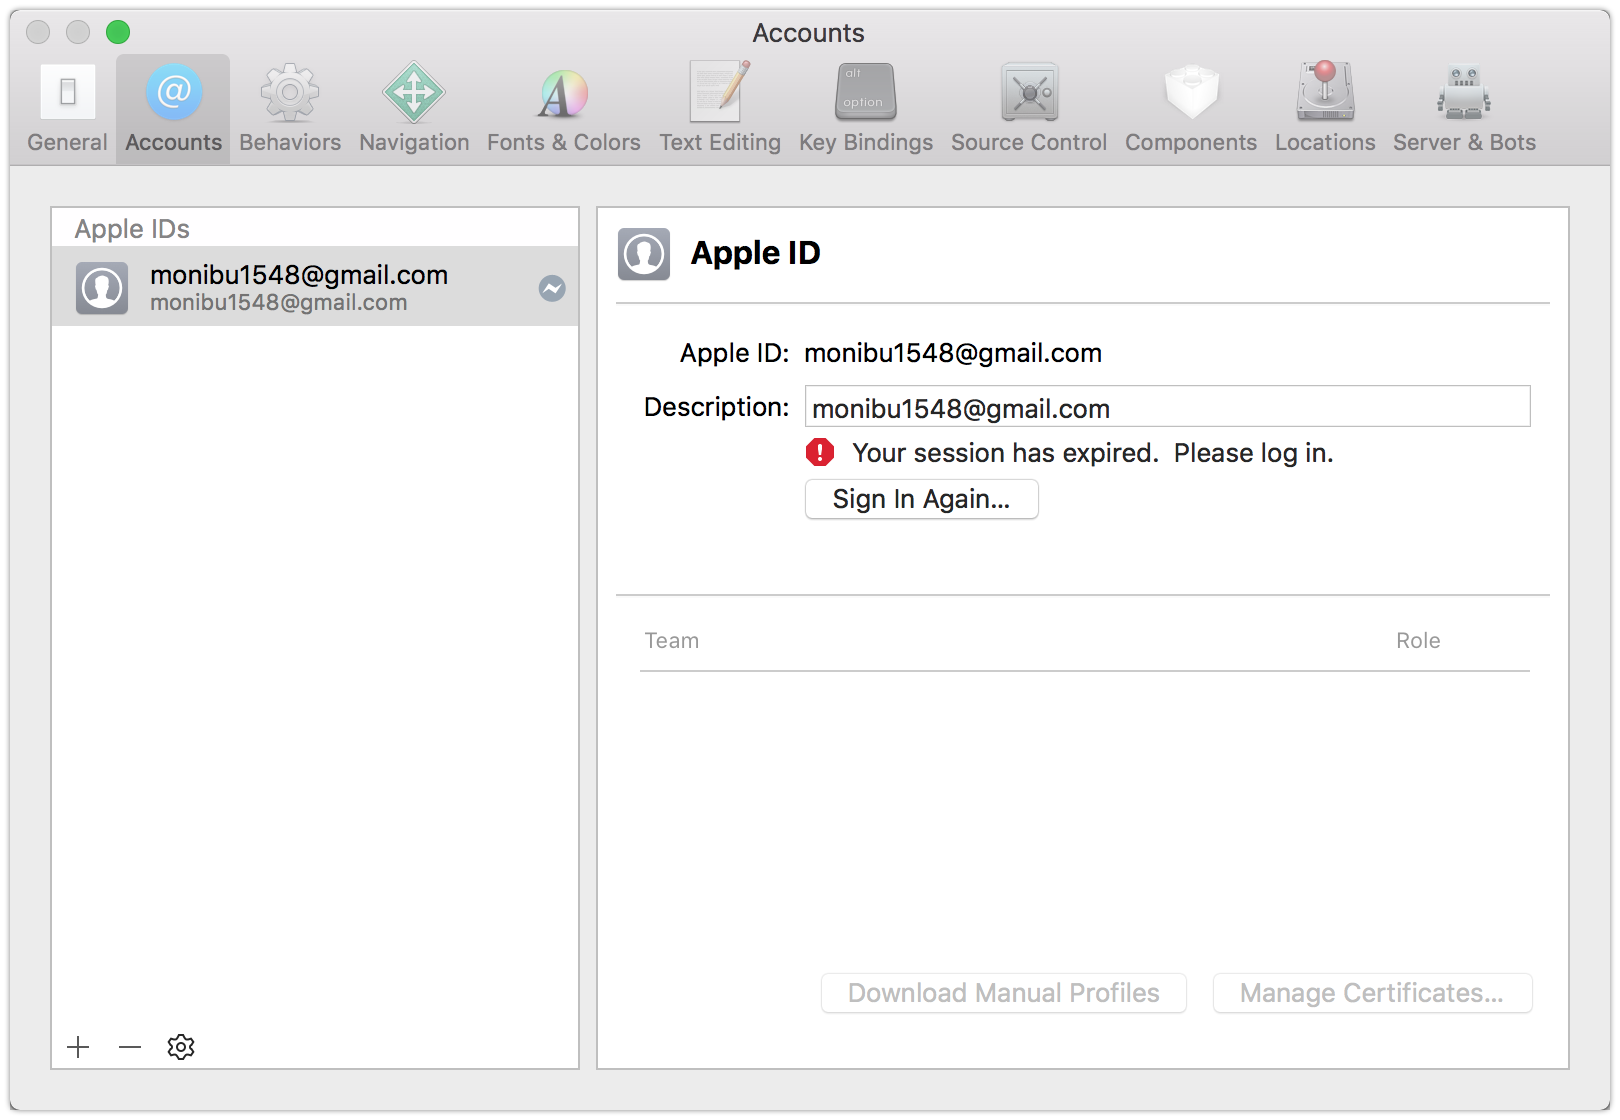 Accounts
General Accounts Behaviors Navigation Fonts & Colors Text Editing alt option Key Bindings Source Control Components Locations Server & Bots
Apple IDs
monibu1548@gmail.com
monibu1548@gmail.com
Apple ID
Apple ID: monibu1548@gmail.com
Description: monibu1548@gmail.com
Your session has expired. Please log in.
Sign In Again...
Team Role
Download Manual Profiles Manage Certificates...